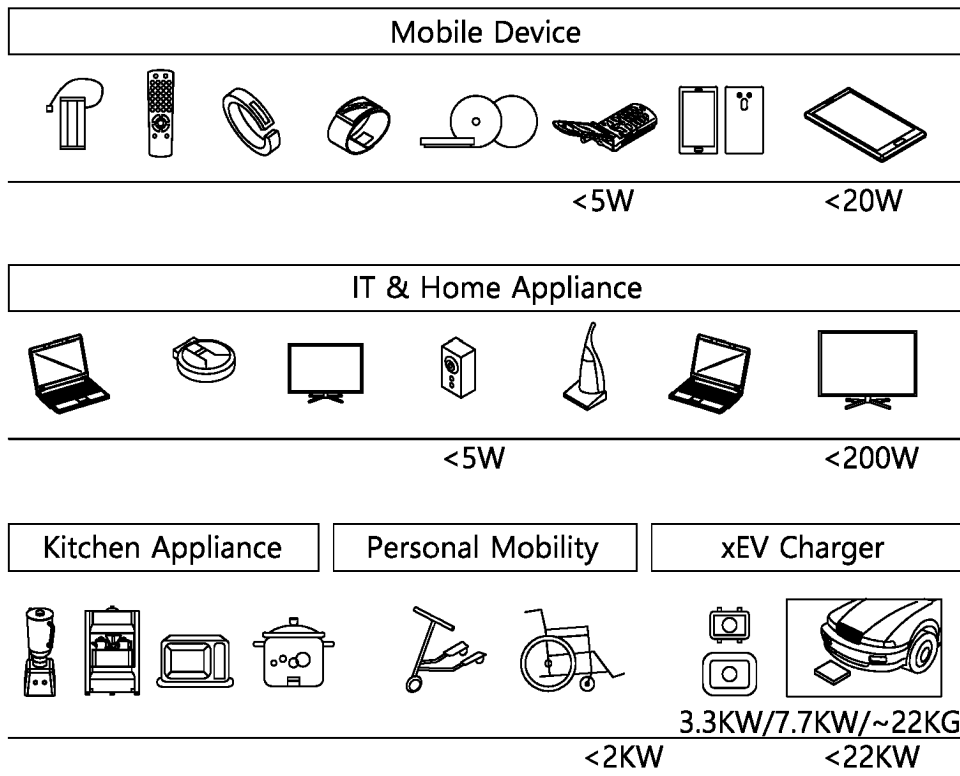 Mobile Device
<5W
<20W
IT & Home Appliance
<5W
<200W
Kitchen Appliance
Personal Mobility
xEV Charger
3.3KW/7.7KW/~22KG
<2KW
<22KW